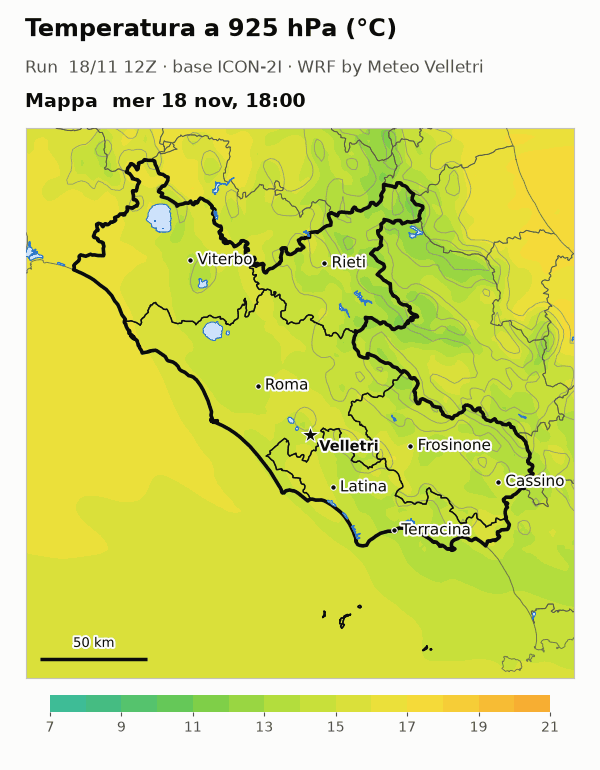 Temperatura a 925 hPa (°C)
Run  18/11 12Z · base ICON-2I · WRF by Meteo Velletri
Mappa  mer 18 nov, 18:00
Viterbo
Rieti
Roma
Velletri
Frosinone
Cassino
Latina
Terracina
50 km
7 9 11 13 15 17 19 21